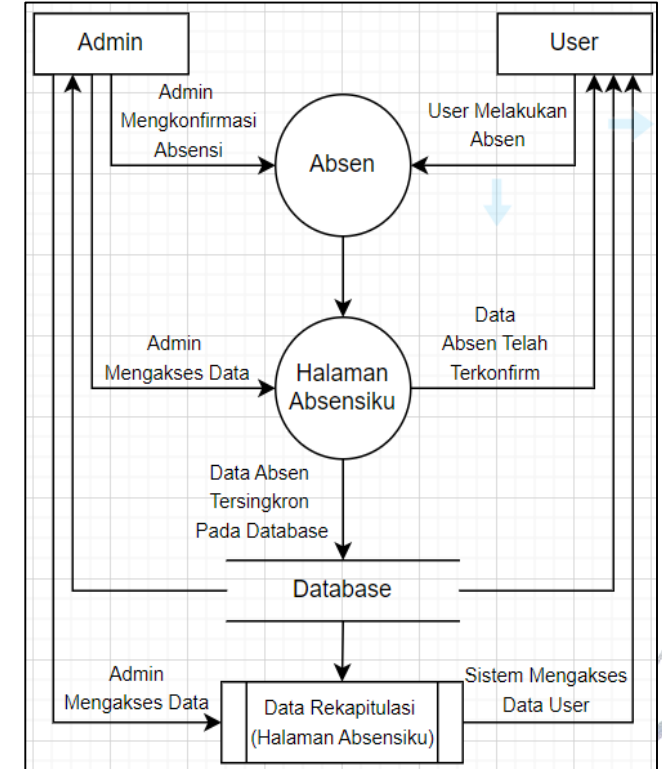 Admin
User
Admin
Mengkonfirmasi
Absensi
User Melakukan
Absen
Absen
Data
Absen Telah
Terkonfirm
Admin
Mengakses Data
Halaman
Absensiku
Data Absen
Tersingkron
Pada Database
Database
Admin
Mengakses Data
Sistem Mengakses
Data User
Data Rekapitulasi
(Halaman Absensiku)